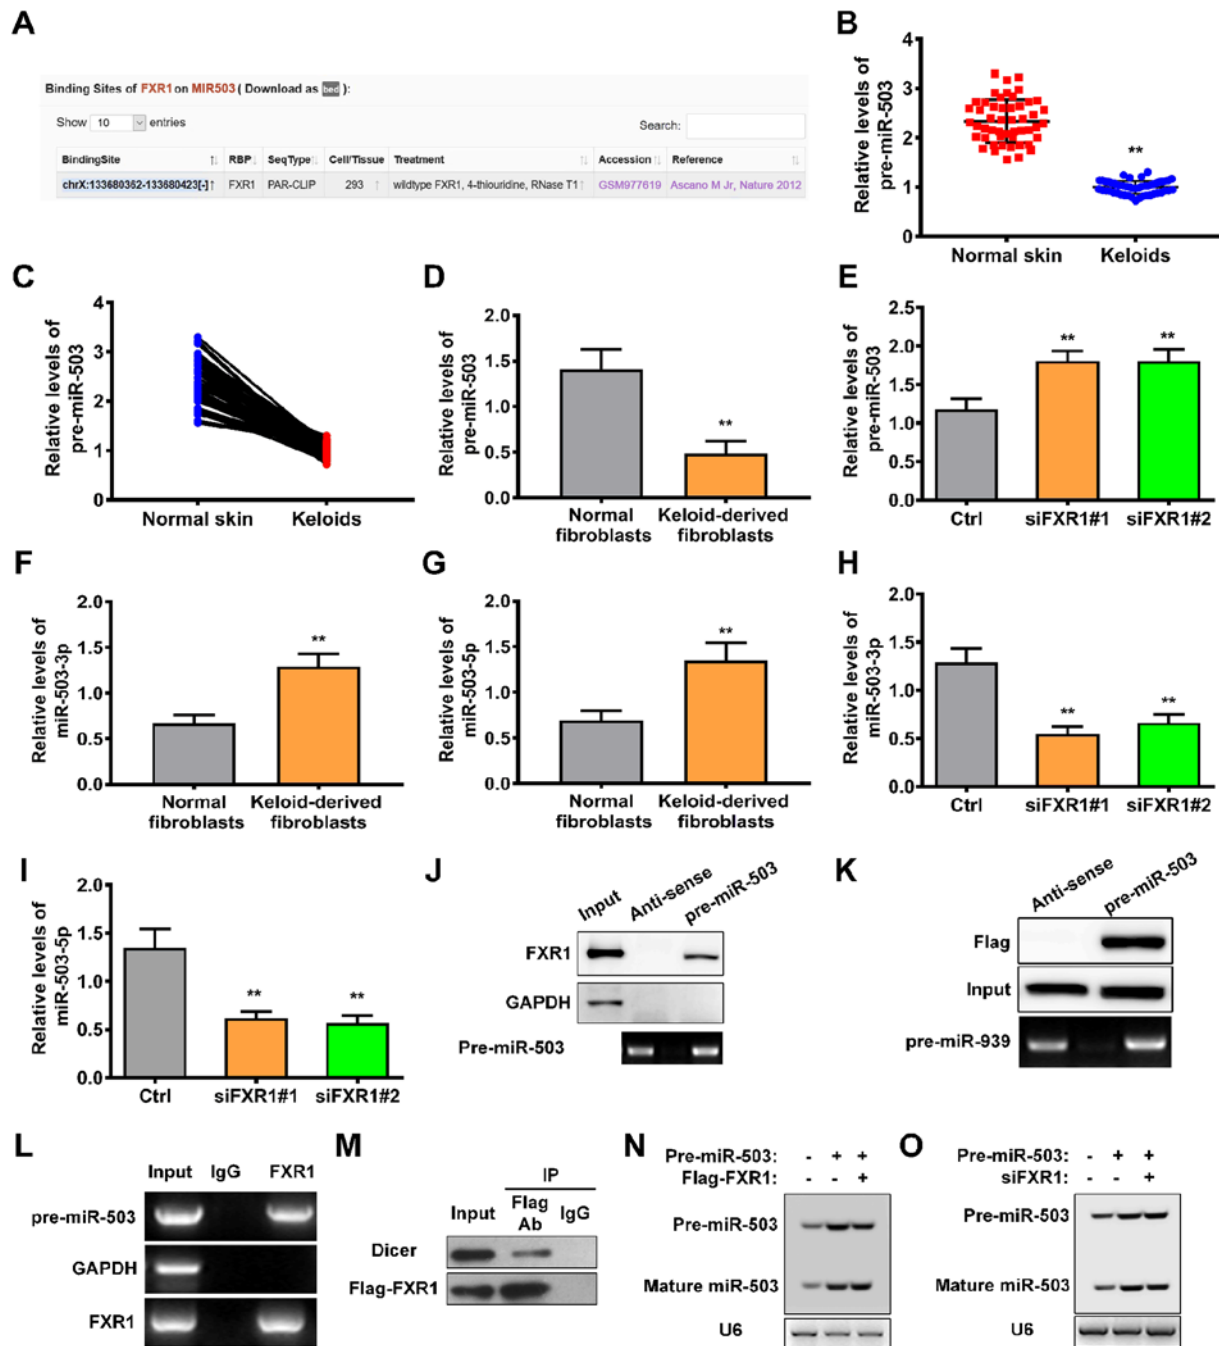 A
Binding Sites of FXR1 on MIR503 ( Download as bed ):
Show 10 entries
Search:
BindingSite RBP SeqType Cell/Tissue Treatment Accession Reference
chrX:133680362-133680423[-] FXR1 PAR-CLIP 293 wildtype FXR1, 4-thiouridine, RNase T1 GSM977619 Ascano M Jr, Nature 2012
B
Relative levels of
pre-miR-503
4
3
2
1
0
**
Normal skin Keloids
C
Relative levels of
pre-miR-503
4
3
2
1
0
Normal skin Keloids
D
Relative levels of
pre-miR-503
2.0
1.5
1.0
0.5
0.0
**
Normal Keloid-derived
fibroblasts fibroblasts
E
Relative levels of
pre-miR-503
2.5
2.0
1.5
1.0
0.5
0.0
** **
Ctrl siFXR1#1 siFXR1#2
F
Relative levels of
miR-503-3p
2.0
1.5
1.0
0.5
0.0
**
Normal Keloid-derived
fibroblasts fibroblasts
G
Relative levels of
miR-503-5p
2.0
1.5
1.0
0.5
0.0
**
Normal Keloid-derived
fibroblasts fibroblasts
H
Relative levels of
miR-503-3p
2.0
1.5
1.0
0.5
0.0
** **
Ctrl siFXR1#1 siFXR1#2
I
Relative levels of
miR-503-5p
2.0
1.5
1.0
0.5
0.0
** **
Ctrl siFXR1#1 siFXR1#2
J
Input Anti-sense pre-miR-503
FXR1
GAPDH
Pre-miR-503
K
Anti-sense pre-miR-503
Flag
Input
pre-miR-939
L
Input IgG FXR1
pre-miR-503
GAPDH
FXR1
M
IP
Input Flag Ab IgG
Dicer
Flag-FXR1
N
Pre-miR-503: - + +
Flag-FXR1: - - +
Pre-miR-503
Mature miR-503
U6
O
Pre-miR-503: - + +
siFXR1: - - +
Pre-miR-503
Mature miR-503
U6